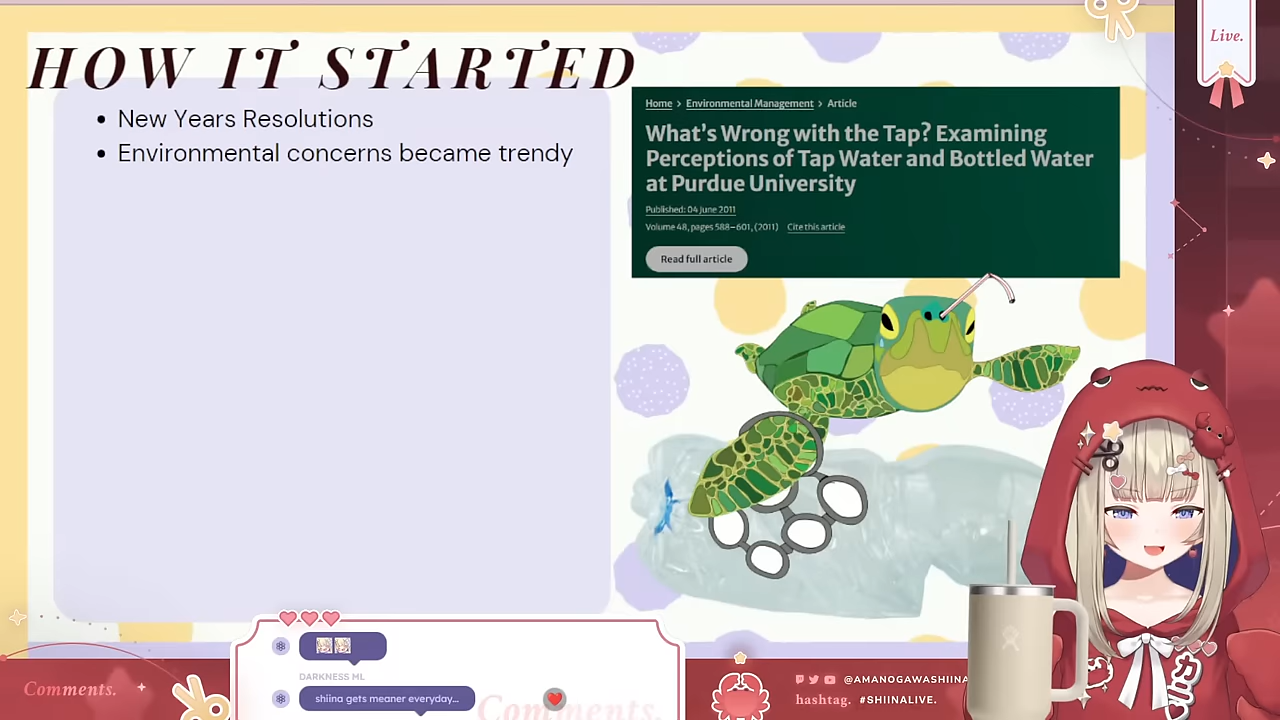 HOW IT STARTED
Live.
New Years Resolutions
Environmental concerns became trendy
Home > Environmental Management > Article
What's Wrong with the Tap? Examining
Perceptions of Tap Water and Bottled Water
at Purdue University
Published: 04 June 2011
Volume 48, pages 588–601, (2011) Cite this article
Read full article
Comments.
DARKNESS ML
shiina gets meaner everyday...
Comments.
@AMANOGAWASHIINA
hashtag. #SHIINALIVE.